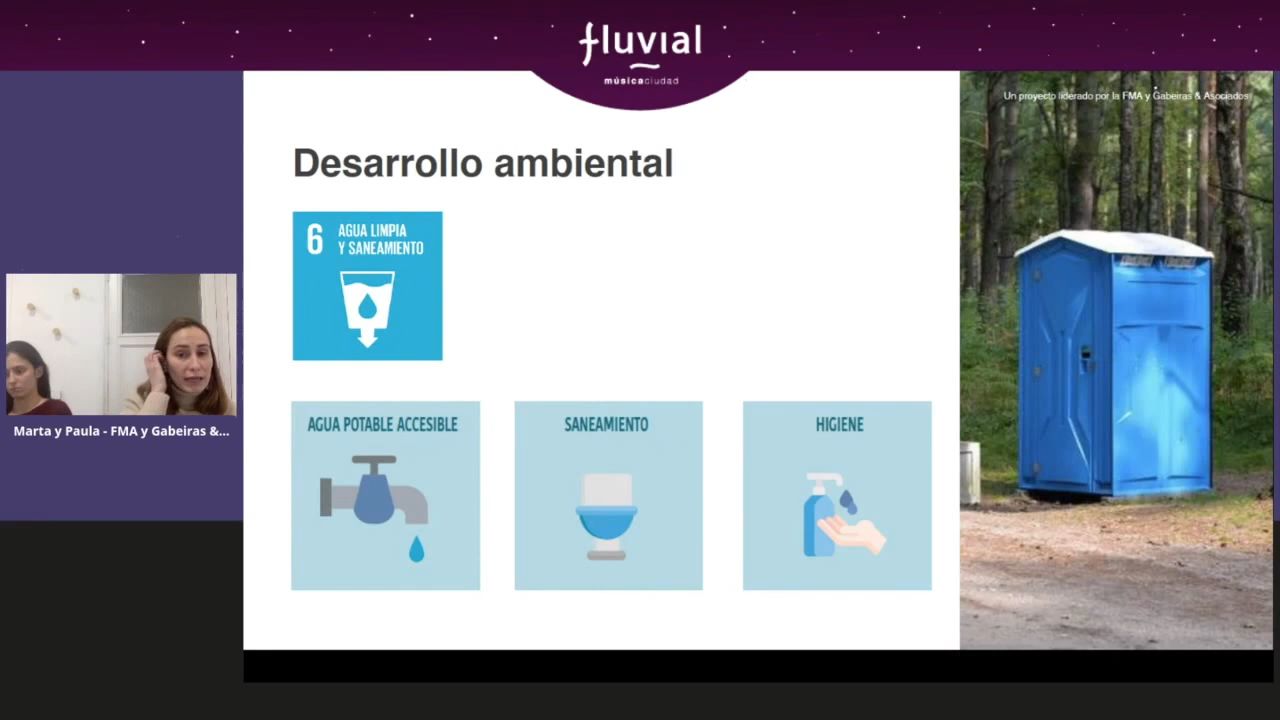 fluvial
músicaciudad
Un proyecto liderado por la FMA y Gabeiras & Asociados
Desarrollo ambiental
6 AGUA LIMPIA
Y SANEAMIENTO
AGUA POTABLE ACCESIBLE
SANEAMIENTO
HIGIENE
Marta y Paula - FMA y Gabeiras &...